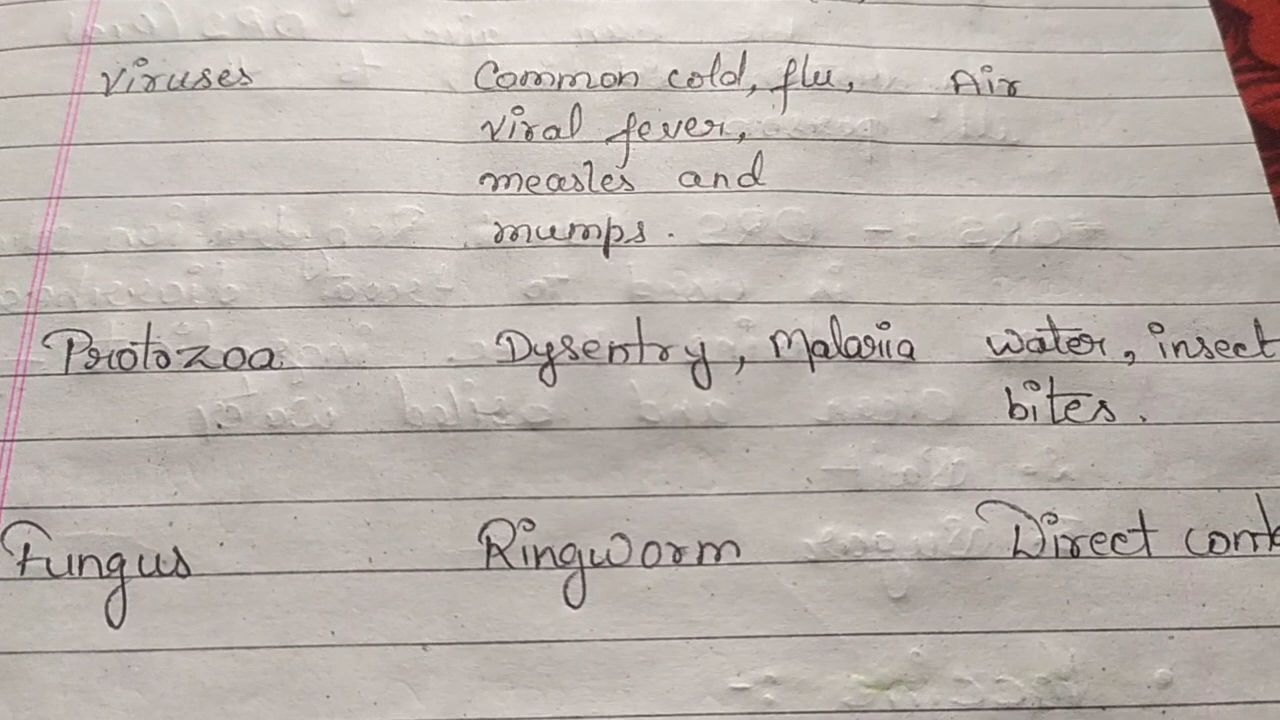 Viruses Common cold, flu, Air
viral fever,
measles and
mumps.
Protozoa Dysentry, Malaria water, insect
bites.
Fungus Ringworm Direct